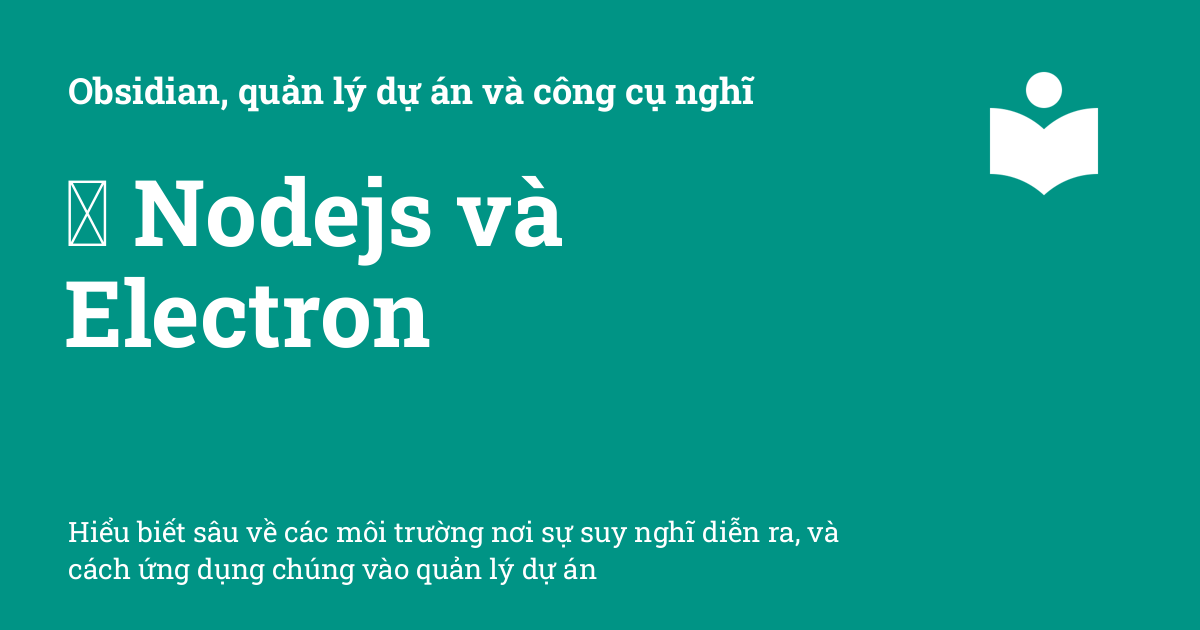 Obsidian, quản lý dự án và công cụ nghĩ
Nodejs và
Electron
Hiểu biết sâu về các môi trường nơi sự suy nghĩ diễn ra, và
cách ứng dụng chúng vào quản lý dự án